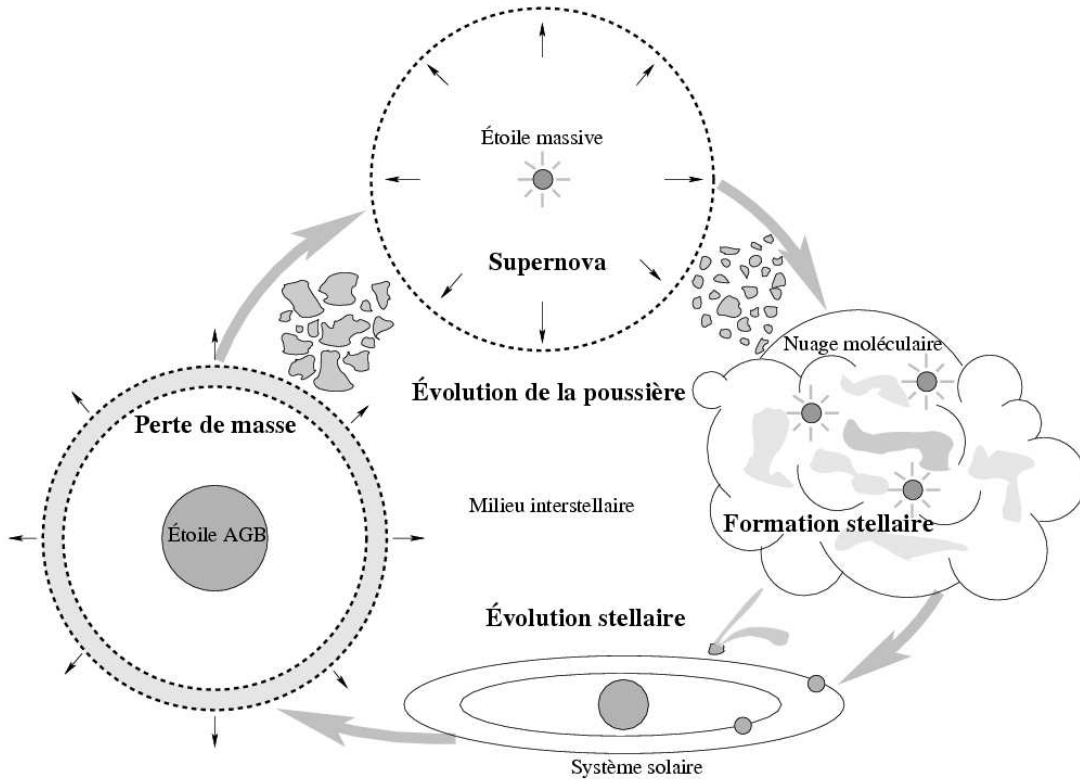 Étoile massive
Supernova
Nuage moléculaire
Évolution de la poussière
Perte de masse
Milieu interstellaire
Formation stellaire
Étoile AGB
Évolution stellaire
Système solaire